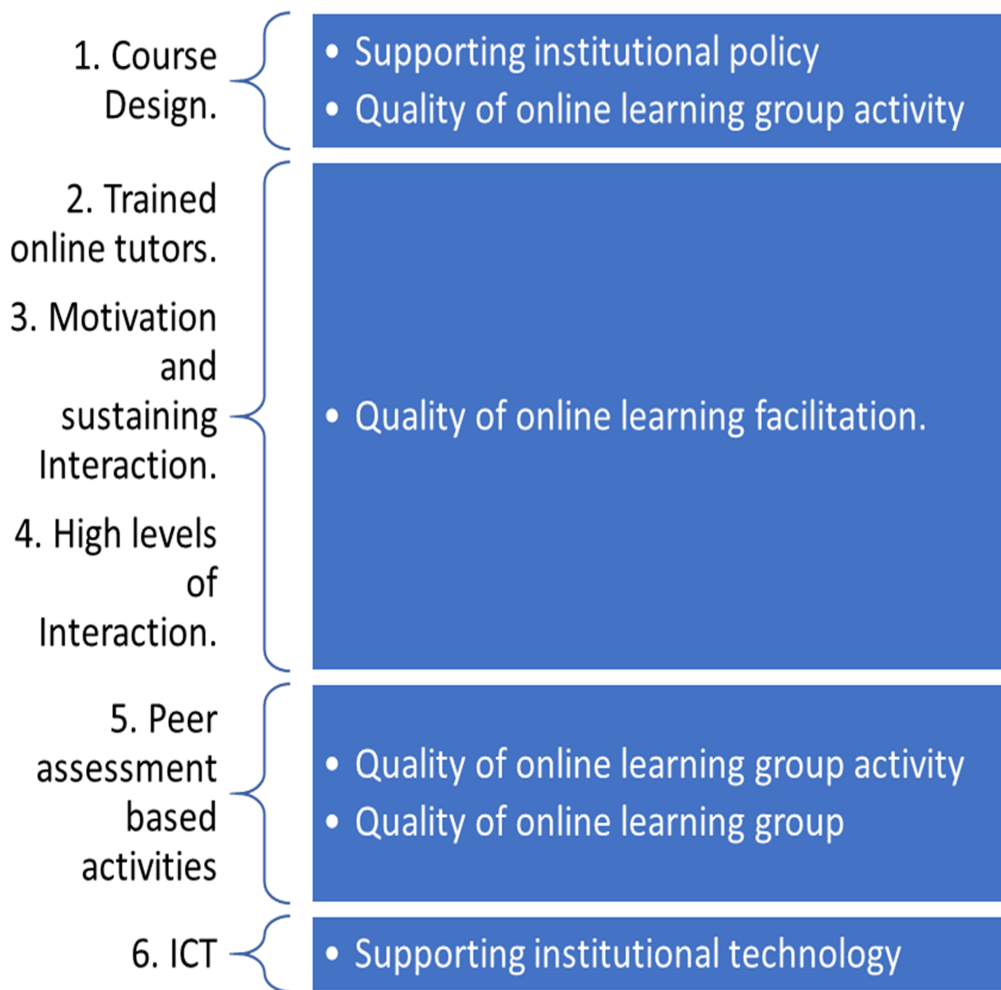 1. Course
Design.
• Supporting institutional policy
• Quality of online learning group activity
2. Trained
online tutors.
3. Motivation
and
sustaining
Interaction.
4. High levels
of
Interaction.
• Quality of online learning facilitation.
5. Peer
assessment
based
activities
• Quality of online learning group activity
• Quality of online learning group
6. ICT
• Supporting institutional technology